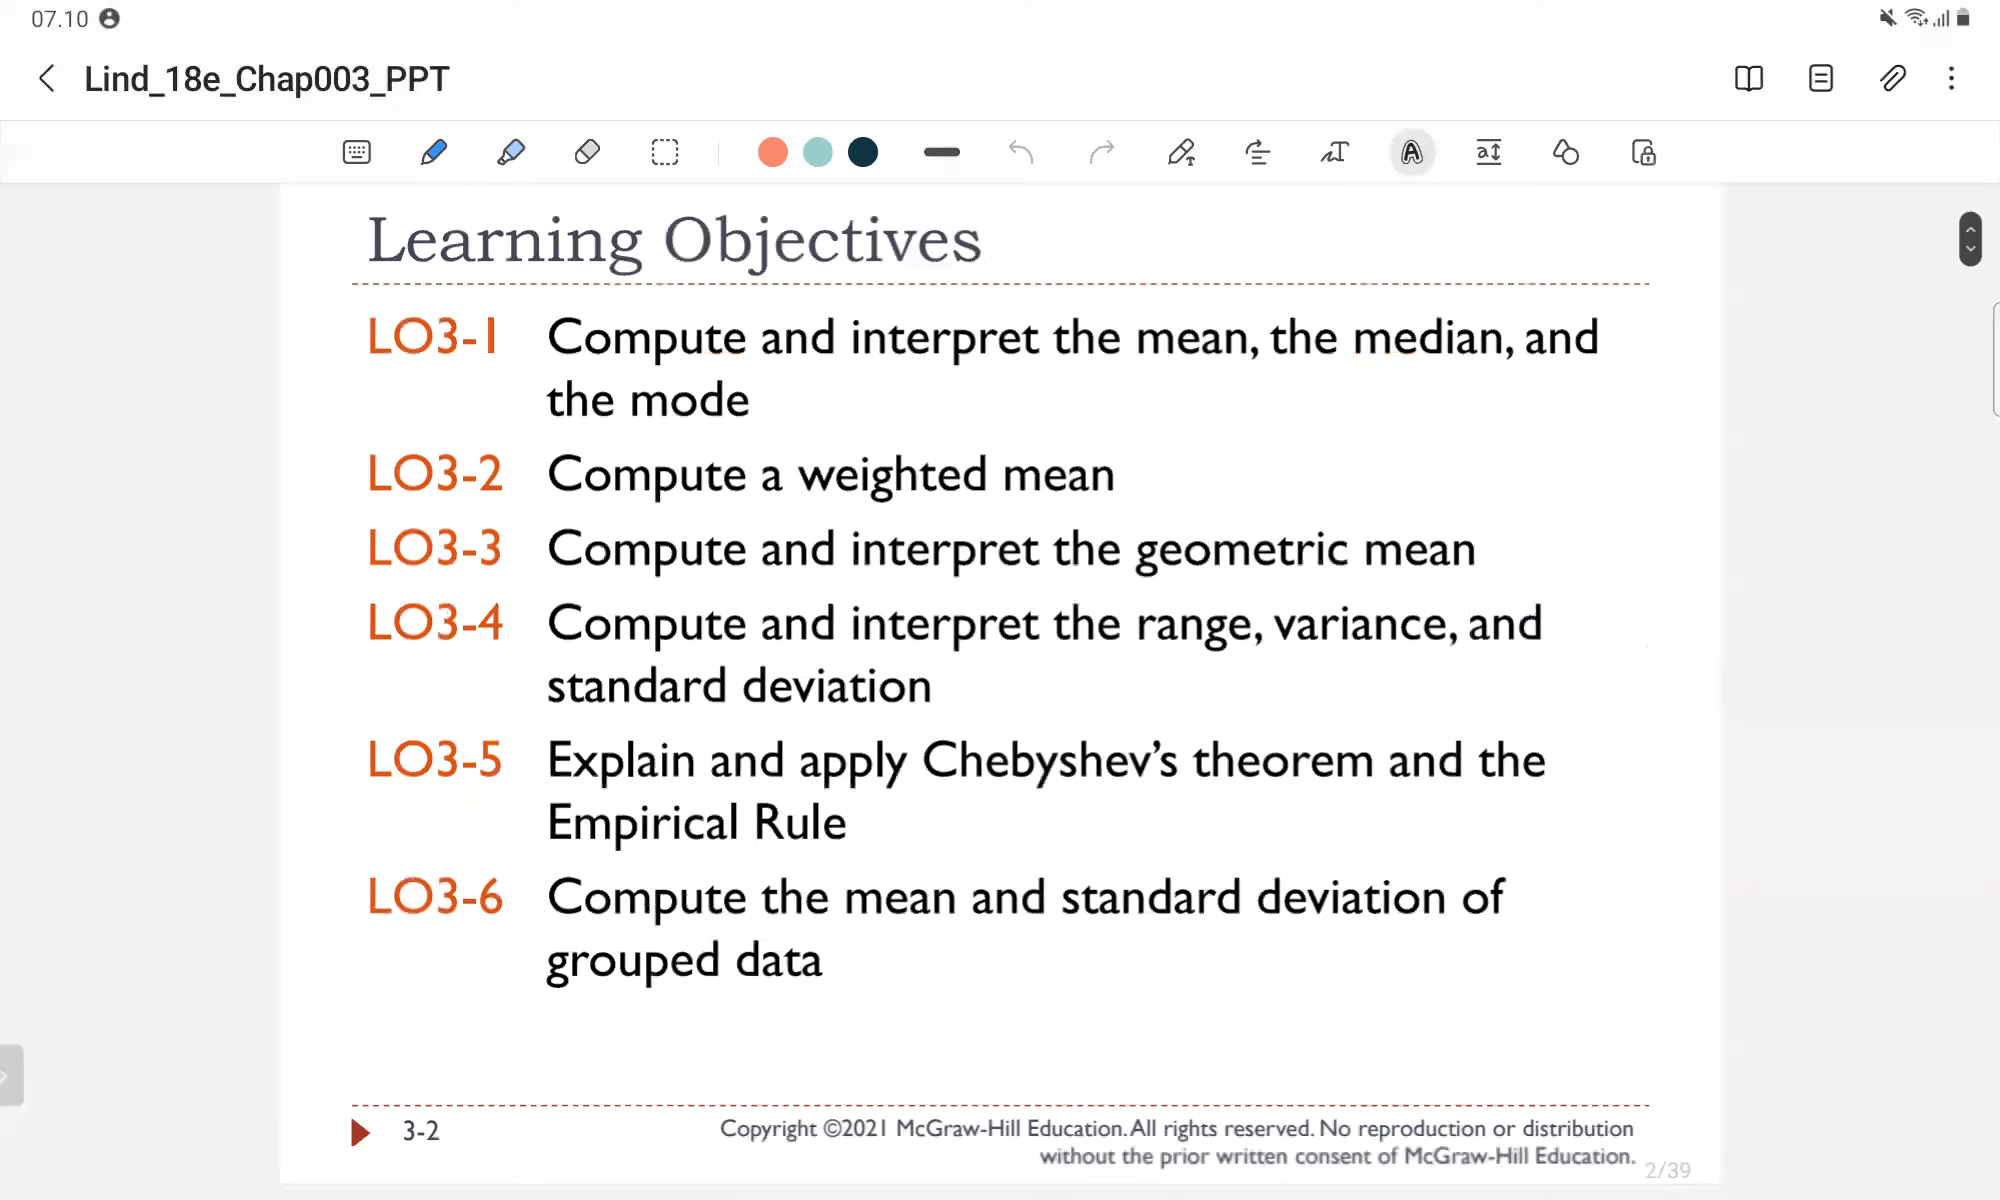 07.10
Lind_18e_Chap003_PPT
Learning Objectives
LO3-1 Compute and interpret the mean, the median, and
the mode
LO3-2 Compute a weighted mean
LO3-3 Compute and interpret the geometric mean
LO3-4 Compute and interpret the range, variance, and
standard deviation
LO3-5 Explain and apply Chebyshev’s theorem and the
Empirical Rule
LO3-6 Compute the mean and standard deviation of
grouped data
3-2 Copyright ©2021 McGraw-Hill Education. All rights reserved. No reproduction or distribution
without the prior written consent of McGraw-Hill Education.
2/39